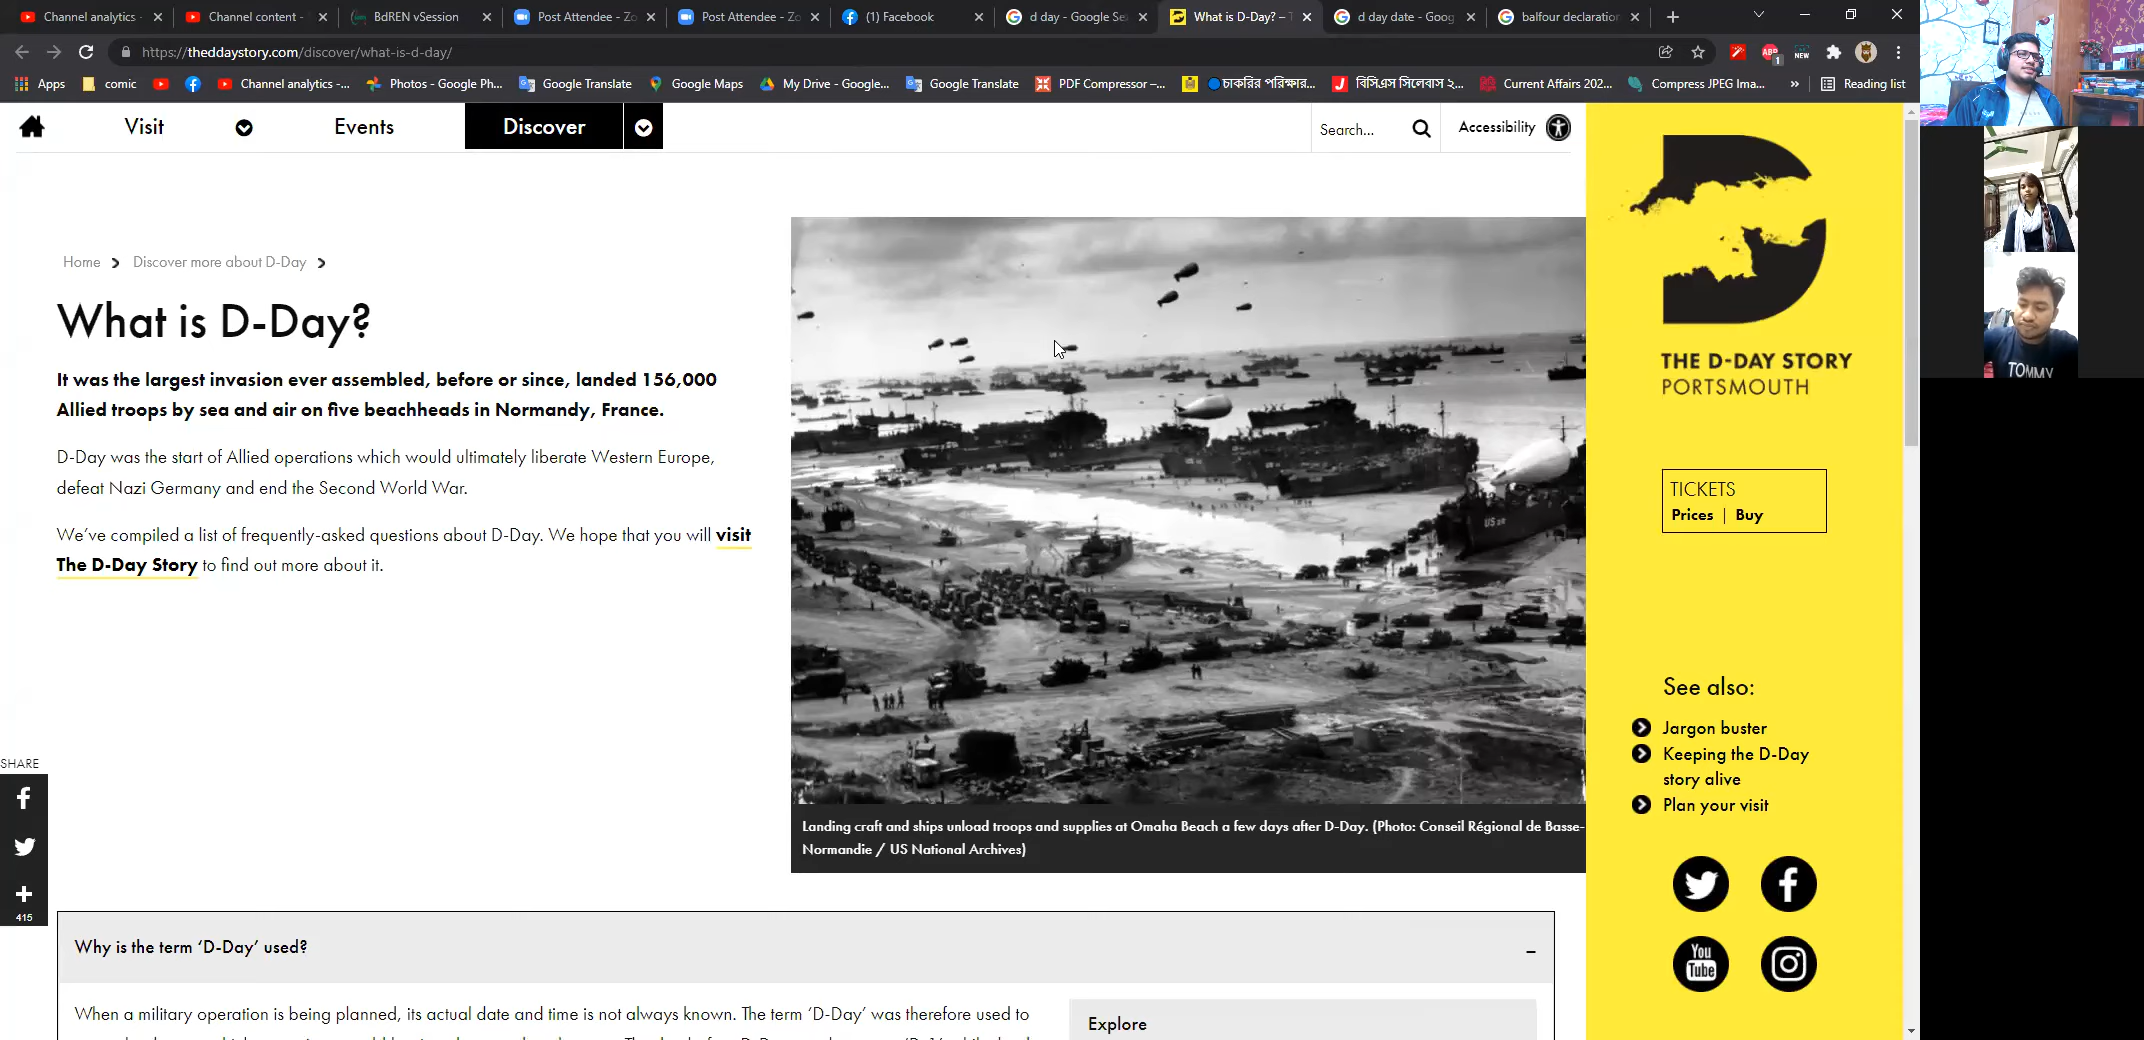 Channel analytics -
Channel content -
BdREN vSession
Post Attendee - Zo
Post Attendee - Zo
(1) Facebook
d day - Google Se
What is D-Day? –
d day date - Goog
balfour declaration
https://theddaystory.com/discover/what-is-d-day/
ABP
1
NEW
Apps
comic
Channel analytics -...
Photos - Google Ph...
Google Translate
Google Maps
My Drive - Google...
Google Translate
PDF Compressor –...
চাকরির পরিক্ষার...
বিসিএস সিলেবাস ২...
Current Affairs 202...
Compress JPEG Ima...
»
Reading list
Visit
Events
Discover
Search...
Accessibility
Home
Discover more about D-Day
What is D-Day?
It was the largest invasion ever assembled, before or since, landed 156,000
Allied troops by sea and air on five beachheads in Normandy, France.
D-Day was the start of Allied operations which would ultimately liberate Western Europe,
defeat Nazi Germany and end the Second World War.
We've compiled a list of frequently-asked questions about D-Day. We hope that you will visit
The D-Day Story to find out more about it.
Landing craft and ships unload troops and supplies at Omaha Beach a few days after D-Day. (Photo: Conseil Régional de Basse-
Normandie / US National Archives)
THE D-DAY STORY
PORTSMOUTH
TICKETS
Prices | Buy
See also:
Jargon buster
Keeping the D-Day
story alive
Plan your visit
You
Tube
SHARE
415
Why is the term 'D-Day' used?
When a military operation is being planned, its actual date and time is not always known. The term 'D-Day' was therefore used to
Explore
TOMMY